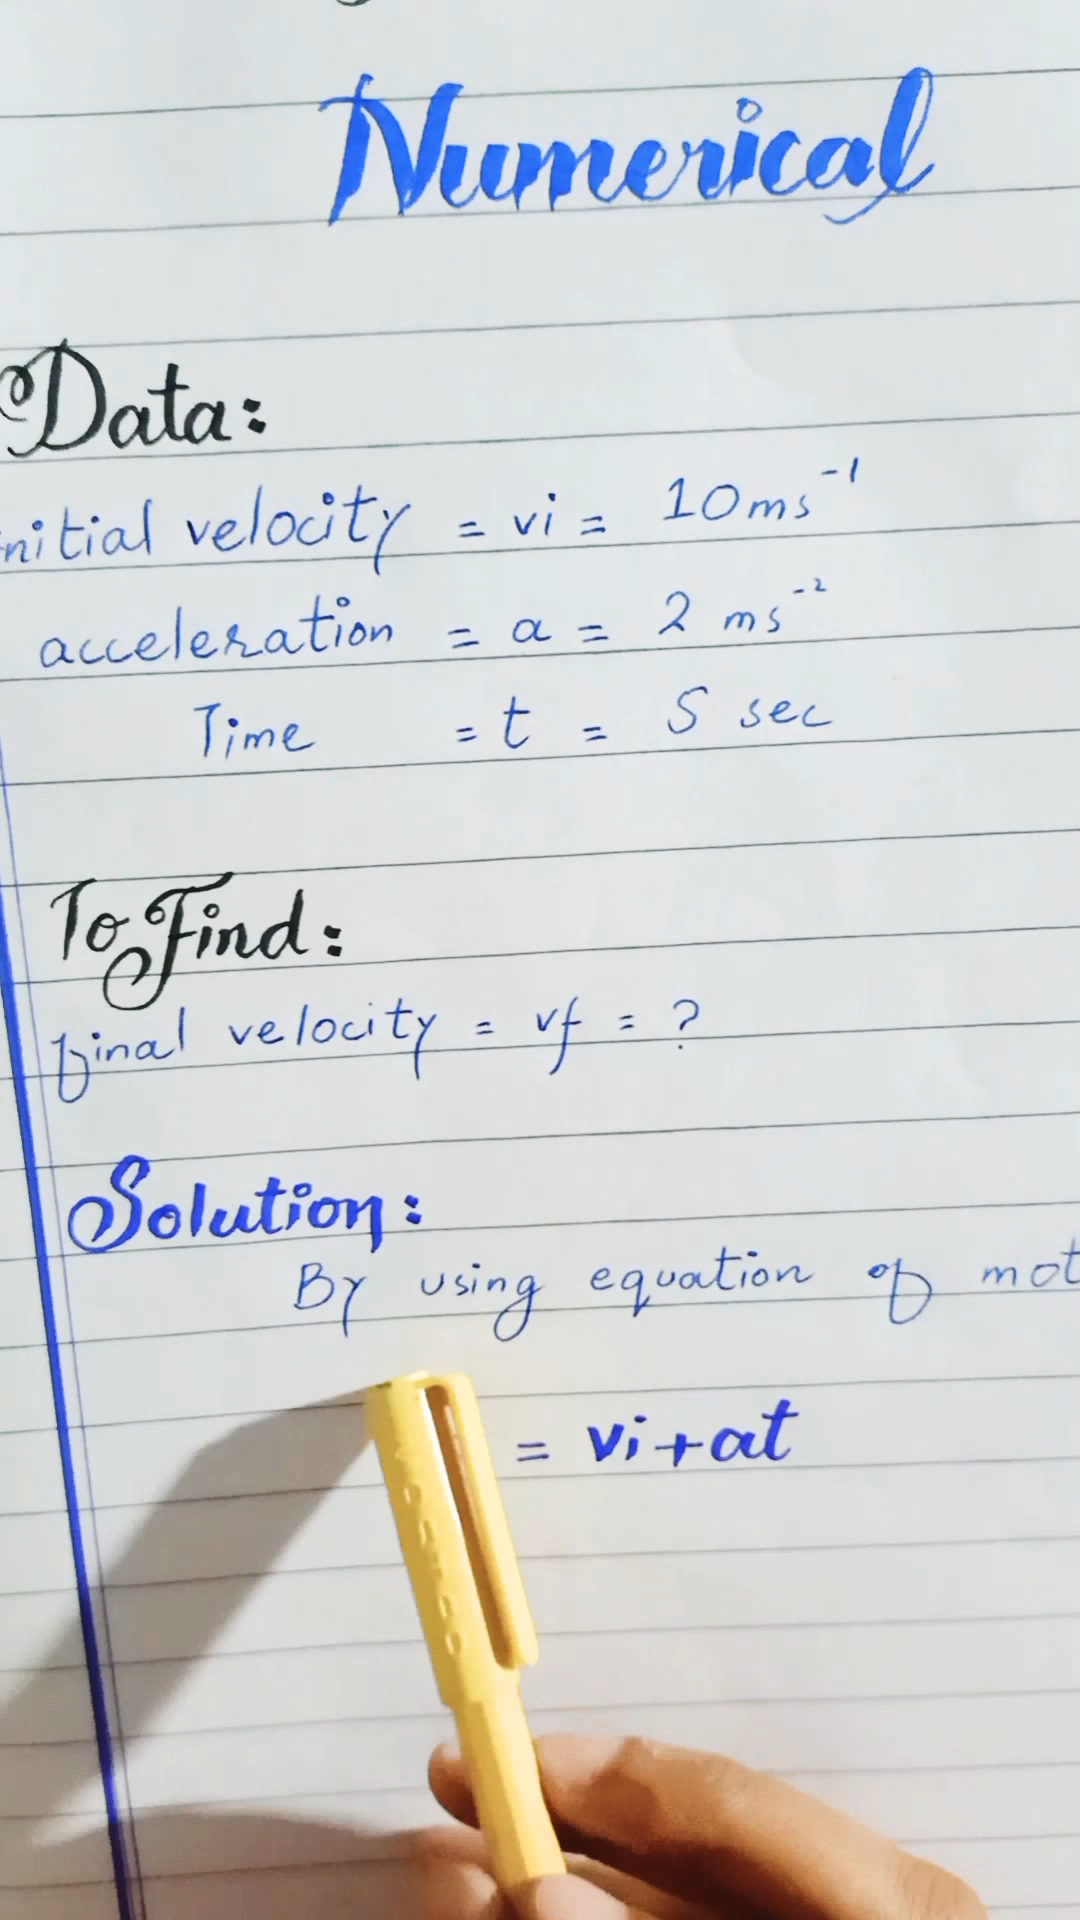 Numerical
Data:
nitial velocity = vi = 10ms⁻¹
acceleration = a = 2 ms⁻²
Time = t = 5 sec
To Find:
final velocity = vf = ?
Solution:
By using equation of mot
= vi+at